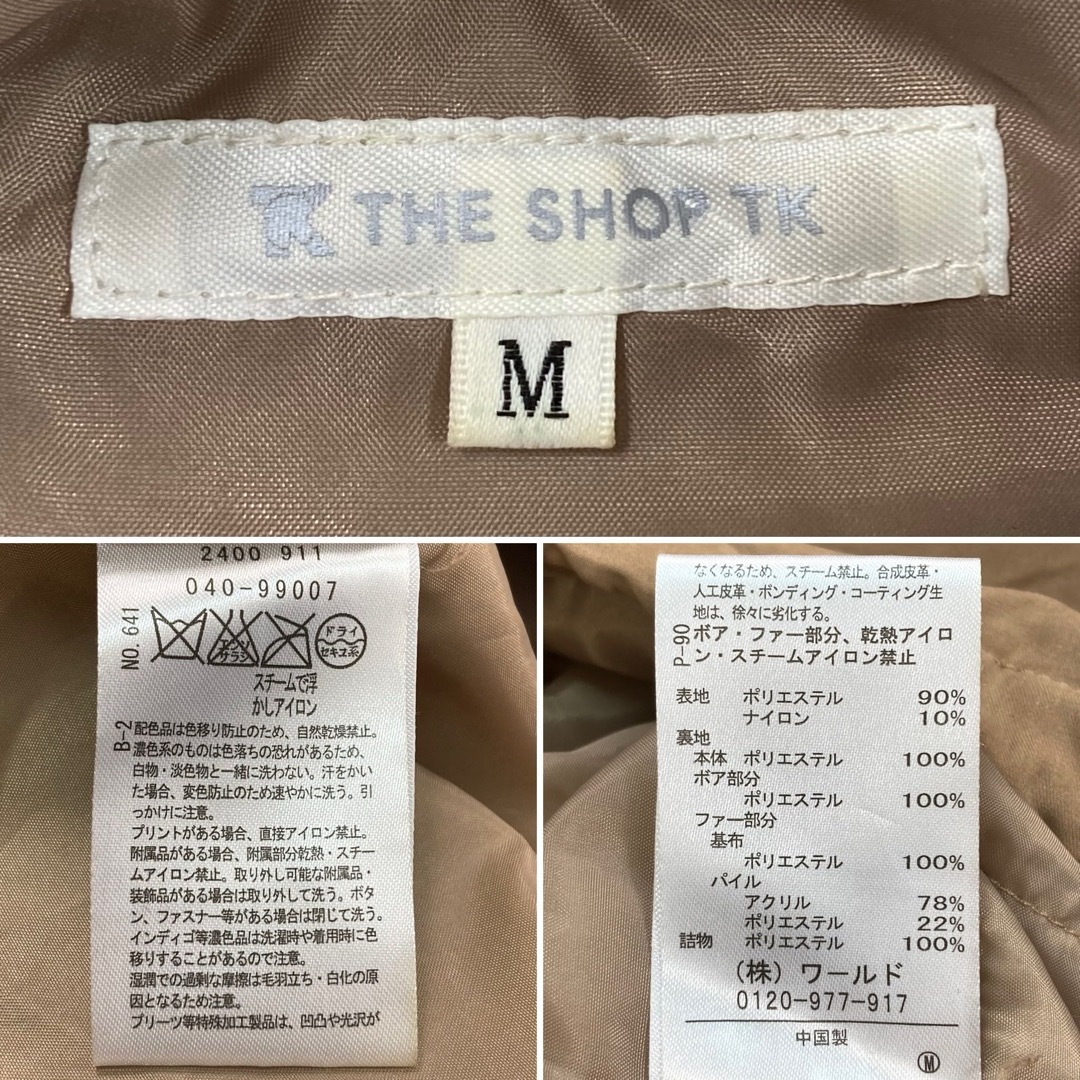 TK THE SHOP TK
M
2400 911
040-99007
NO.641
エンソ
サラシ
ドライ
セキユ系
スチームで浮
かしアイロン
B-2
配色品は色移り防止のため、自然乾燥禁止。
濃色系のものは色落ちの恐れがあるため、
白物・淡色物と一緒に洗わない。汗をかい
た場合、変色防止のため速やかに洗う。引
っかけに注意。
プリントがある場合、直接アイロン禁止。
附属品がある場合、附属部分乾熱・スチー
ムアイロン禁止。取り外し可能な附属品・
装飾品がある場合は取り外して洗う。ボタ
ン、ファスナー等がある場合は閉じて洗う。
インディゴ等濃色品は洗濯時や着用時に色
移りすることがあるので注意。
湿潤での過剰な摩擦は毛羽立ち・白化の原
因となるため注意。
プリーツ等特殊加工製品は、凹凸や光沢が
なくなるため、スチーム禁止。合成皮革・
人工皮革・ボンディング・コーティング生
地は、徐々に劣化する。
P-90
ボア・ファー部分、乾熱アイロ
ン・スチームアイロン禁止
表地 ポリエステル 90%
ナイロン 10%
裏地
本体 ポリエステル 100%
ボア部分
ポリエステル 100%
ファー部分
基布
ポリエステル 100%
パイル
アクリル 78%
ポリエステル 22%
詰物 ポリエステル 100%
(株)ワールド
0120-977-917
中国製
M